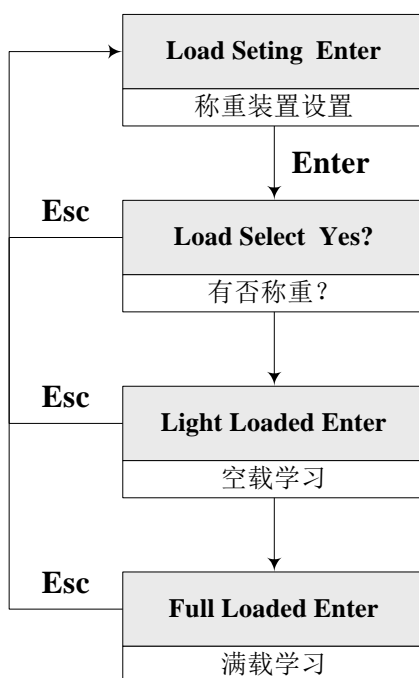 Load Seting Enter
称重装置设置
Enter
Esc
Load Select Yes?
有否称重？
Esc
Light Loaded Enter
空载学习
Esc
Full Loaded Enter
满载学习